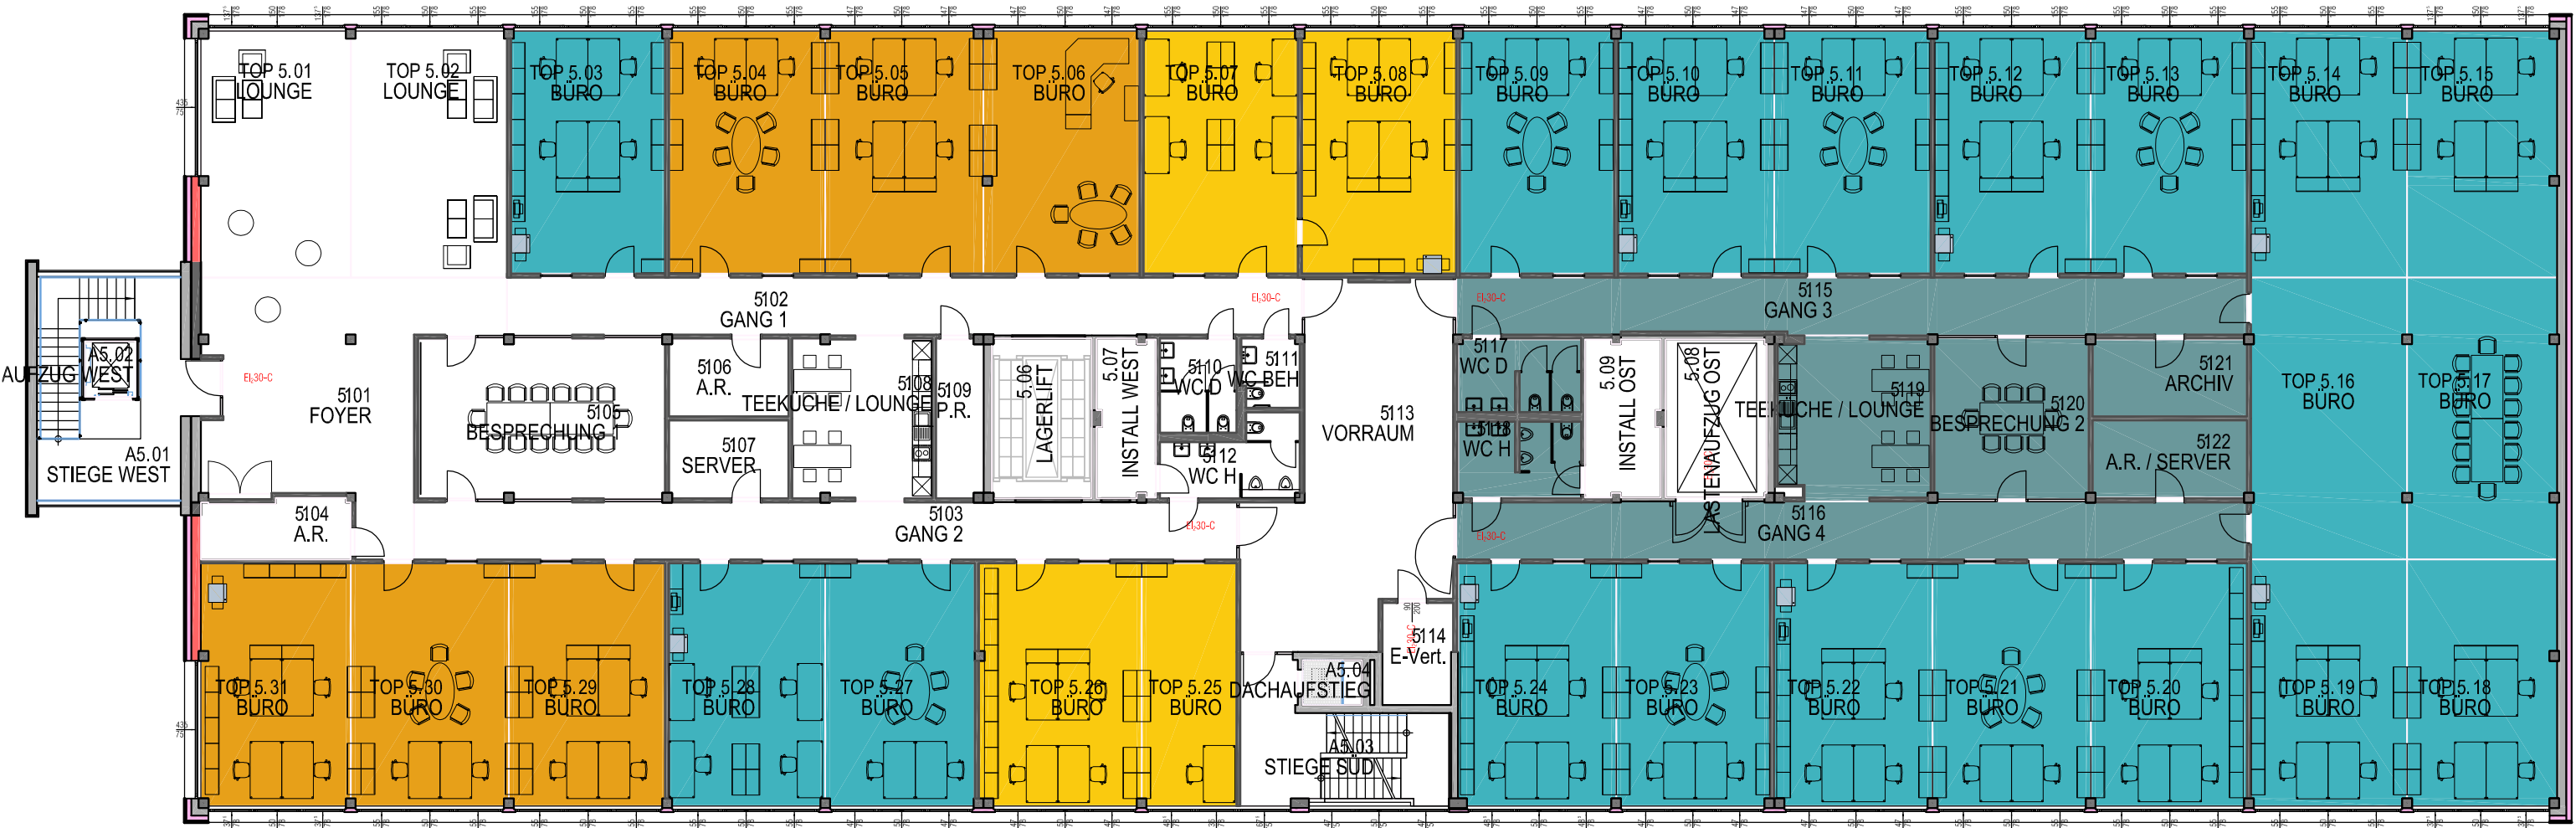 TOP 5.01
LOUNGE
TOP 5.02
LOUNGE
TOP 5.03
BÜRO
TOP 5.04
BÜRO
TOP 5.05
BÜRO
TOP 5.06
BÜRO
TOP 5.07
BÜRO
TOP 5.08
BÜRO
TOP 5.09
BÜRO
TOP 5.10
BÜRO
TOP 5.11
BÜRO
TOP 5.12
BÜRO
TOP 5.13
BÜRO
TOP 5.14
BÜRO
TOP 5.15
BÜRO
5102
GANG 1
EI₂30-C
EI₂30-C
5115
GANG 3
A5.02
AUFZUG WEST
EI₂30-C
5101
FOYER
A5.01
STIEGE WEST
5105
BESPRECHUNG 1
5106
A.R.
5107
SERVER
5108
TEEKÜCHE / LOUNGE
5109
P.R.
5.06
LAGERLIFT
5.07
INSTALL WEST
5110
WC D
5111
WC BEH
5112
WC H
5113
VORRAUM
5117
WC D
5118
WC H
5.09
INSTALL OST
5.08
LASTENAUFZUG OST
5119
TEEKÜCHE / LOUNGE
5120
BESPRECHUNG 2
5121
ARCHIV
5122
A.R. / SERVER
TOP 5.16
BÜRO
TOP 5.17
BÜRO
5104
A.R.
5103
GANG 2
EI₂30-C
EI₂30-C
5116
GANG 4
90
200
EI₂30-C
5114
E-Vert.
A5.04
DACHAUFSTIEG
A5.03
STIEGE SÜD
TOP 5.31
BÜRO
TOP 5.30
BÜRO
TOP 5.29
BÜRO
TOP 5.28
BÜRO
TOP 5.27
BÜRO
TOP 5.26
BÜRO
TOP 5.25
BÜRO
TOP 5.24
BÜRO
TOP 5.23
BÜRO
TOP 5.22
BÜRO
TOP 5.21
BÜRO
TOP 5.20
BÜRO
TOP 5.19
BÜRO
TOP 5.18
BÜRO